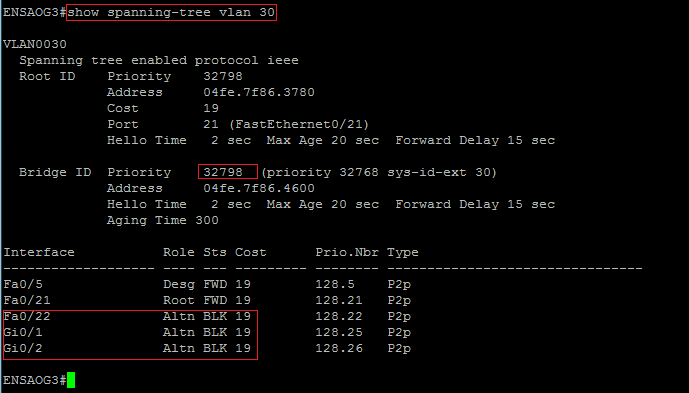 ENSAOG3#show spanning-tree vlan 30
VLAN0030
Spanning tree enabled protocol ieee
Root ID Priority 32798
Address 04fe.7f86.3780
Cost 19
Port 21 (FastEthernet0/21)
Hello Time 2 sec Max Age 20 sec Forward Delay 15 sec
Bridge ID Priority 32798 (priority 32768 sys-id-ext 30)
Address 04fe.7f86.4600
Hello Time 2 sec Max Age 20 sec Forward Delay 15 sec
Aging Time 300
Interface Role Sts Cost Prio.Nbr Type
------------------- ---- --- --------- -------- --------------------------------
Fa0/5 Desg FWD 19 128.5 P2p
Fa0/21 Root FWD 19 128.21 P2p
Fa0/22 Altn BLK 19 128.22 P2p
Gi0/1 Altn BLK 19 128.25 P2p
Gi0/2 Altn BLK 19 128.26 P2p
ENSAOG3#